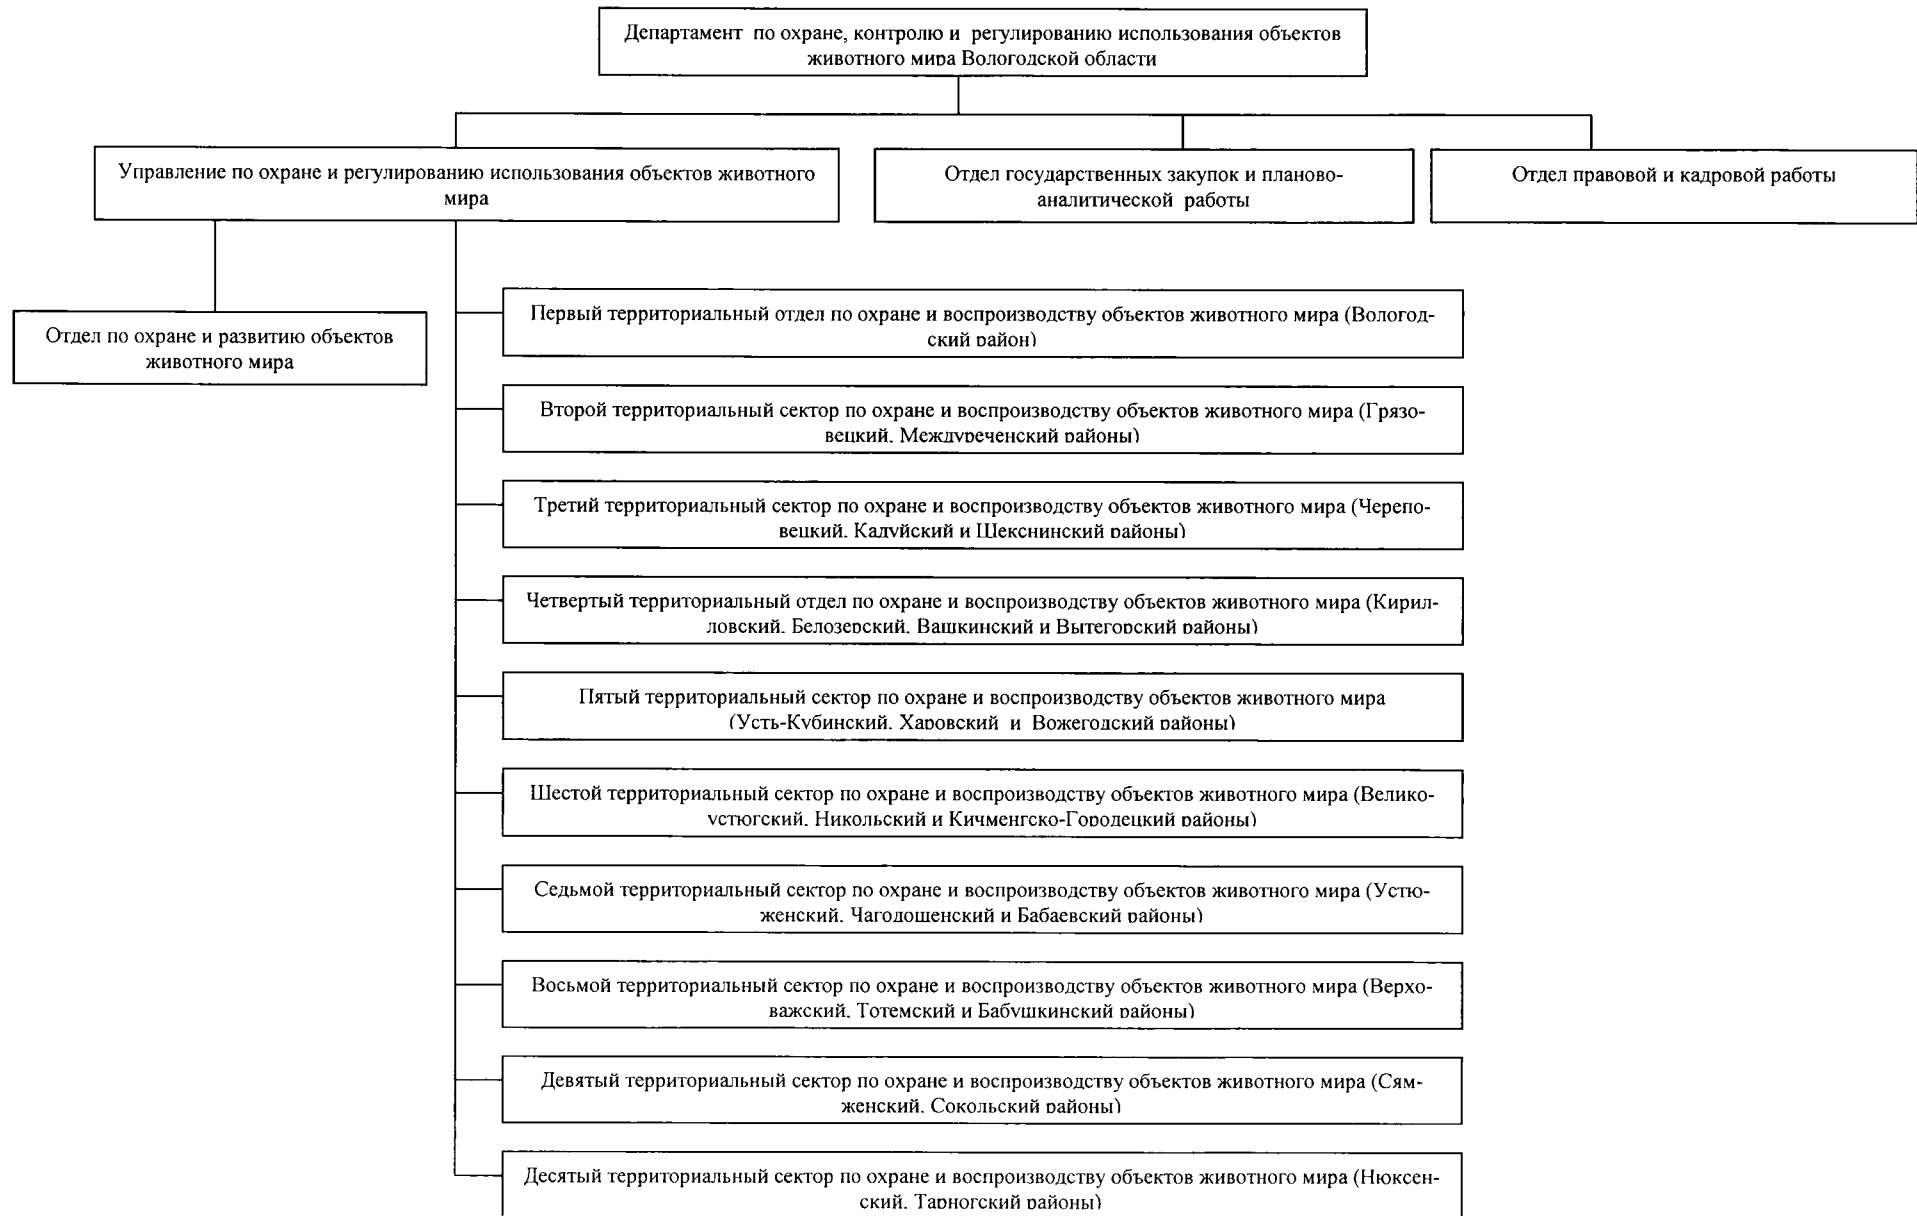 Департамент по охране, контролю и регулированию использования объектов
животного мира Вологодской области
Управление по охране и регулированию использования объектов животного
мира
Отдел государственных закупок и планово-
аналитической работы
Отдел правовой и кадровой работы
Отдел по охране и развитию объектов
животного мира
Первый территориальный отдел по охране и воспроизводству объектов животного мира (Вологод-
ский район)
Второй территориальный сектор по охране и воспроизводству объектов животного мира (Грязо-
вецкий, Междуреченский районы)
Третий территориальный сектор по охране и воспроизводству объектов животного мира (Черепо-
вецкий, Кадуйский и Шекснинский районы)
Четвертый территориальный отдел по охране и воспроизводству объектов животного мира (Кирил-
ловский, Белозерский, Вашкинский и Вытегорский районы)
Пятый территориальный сектор по охране и воспроизводству объектов животного мира
(Усть-Кубинский, Харовский и Вожегодский районы)
Шестой территориальный сектор по охране и воспроизводству объектов животного мира (Велико-
устюгский, Никольский и Кичменгско-Городецкий районы)
Седьмой территориальный сектор по охране и воспроизводству объектов животного мира (Устю-
женский, Чагодощенский и Бабаевский районы)
Восьмой территориальный сектор по охране и воспроизводству объектов животного мира (Верхо-
важский, Тотемский и Бабушкинский районы)
Девятый территориальный сектор по охране и воспроизводству объектов животного мира (Сям-
женский, Сокольский районы)
Десятый территориальный сектор по охране и воспроизводству объектов животного мира (Нюксен-
ский, Тарногский районы)